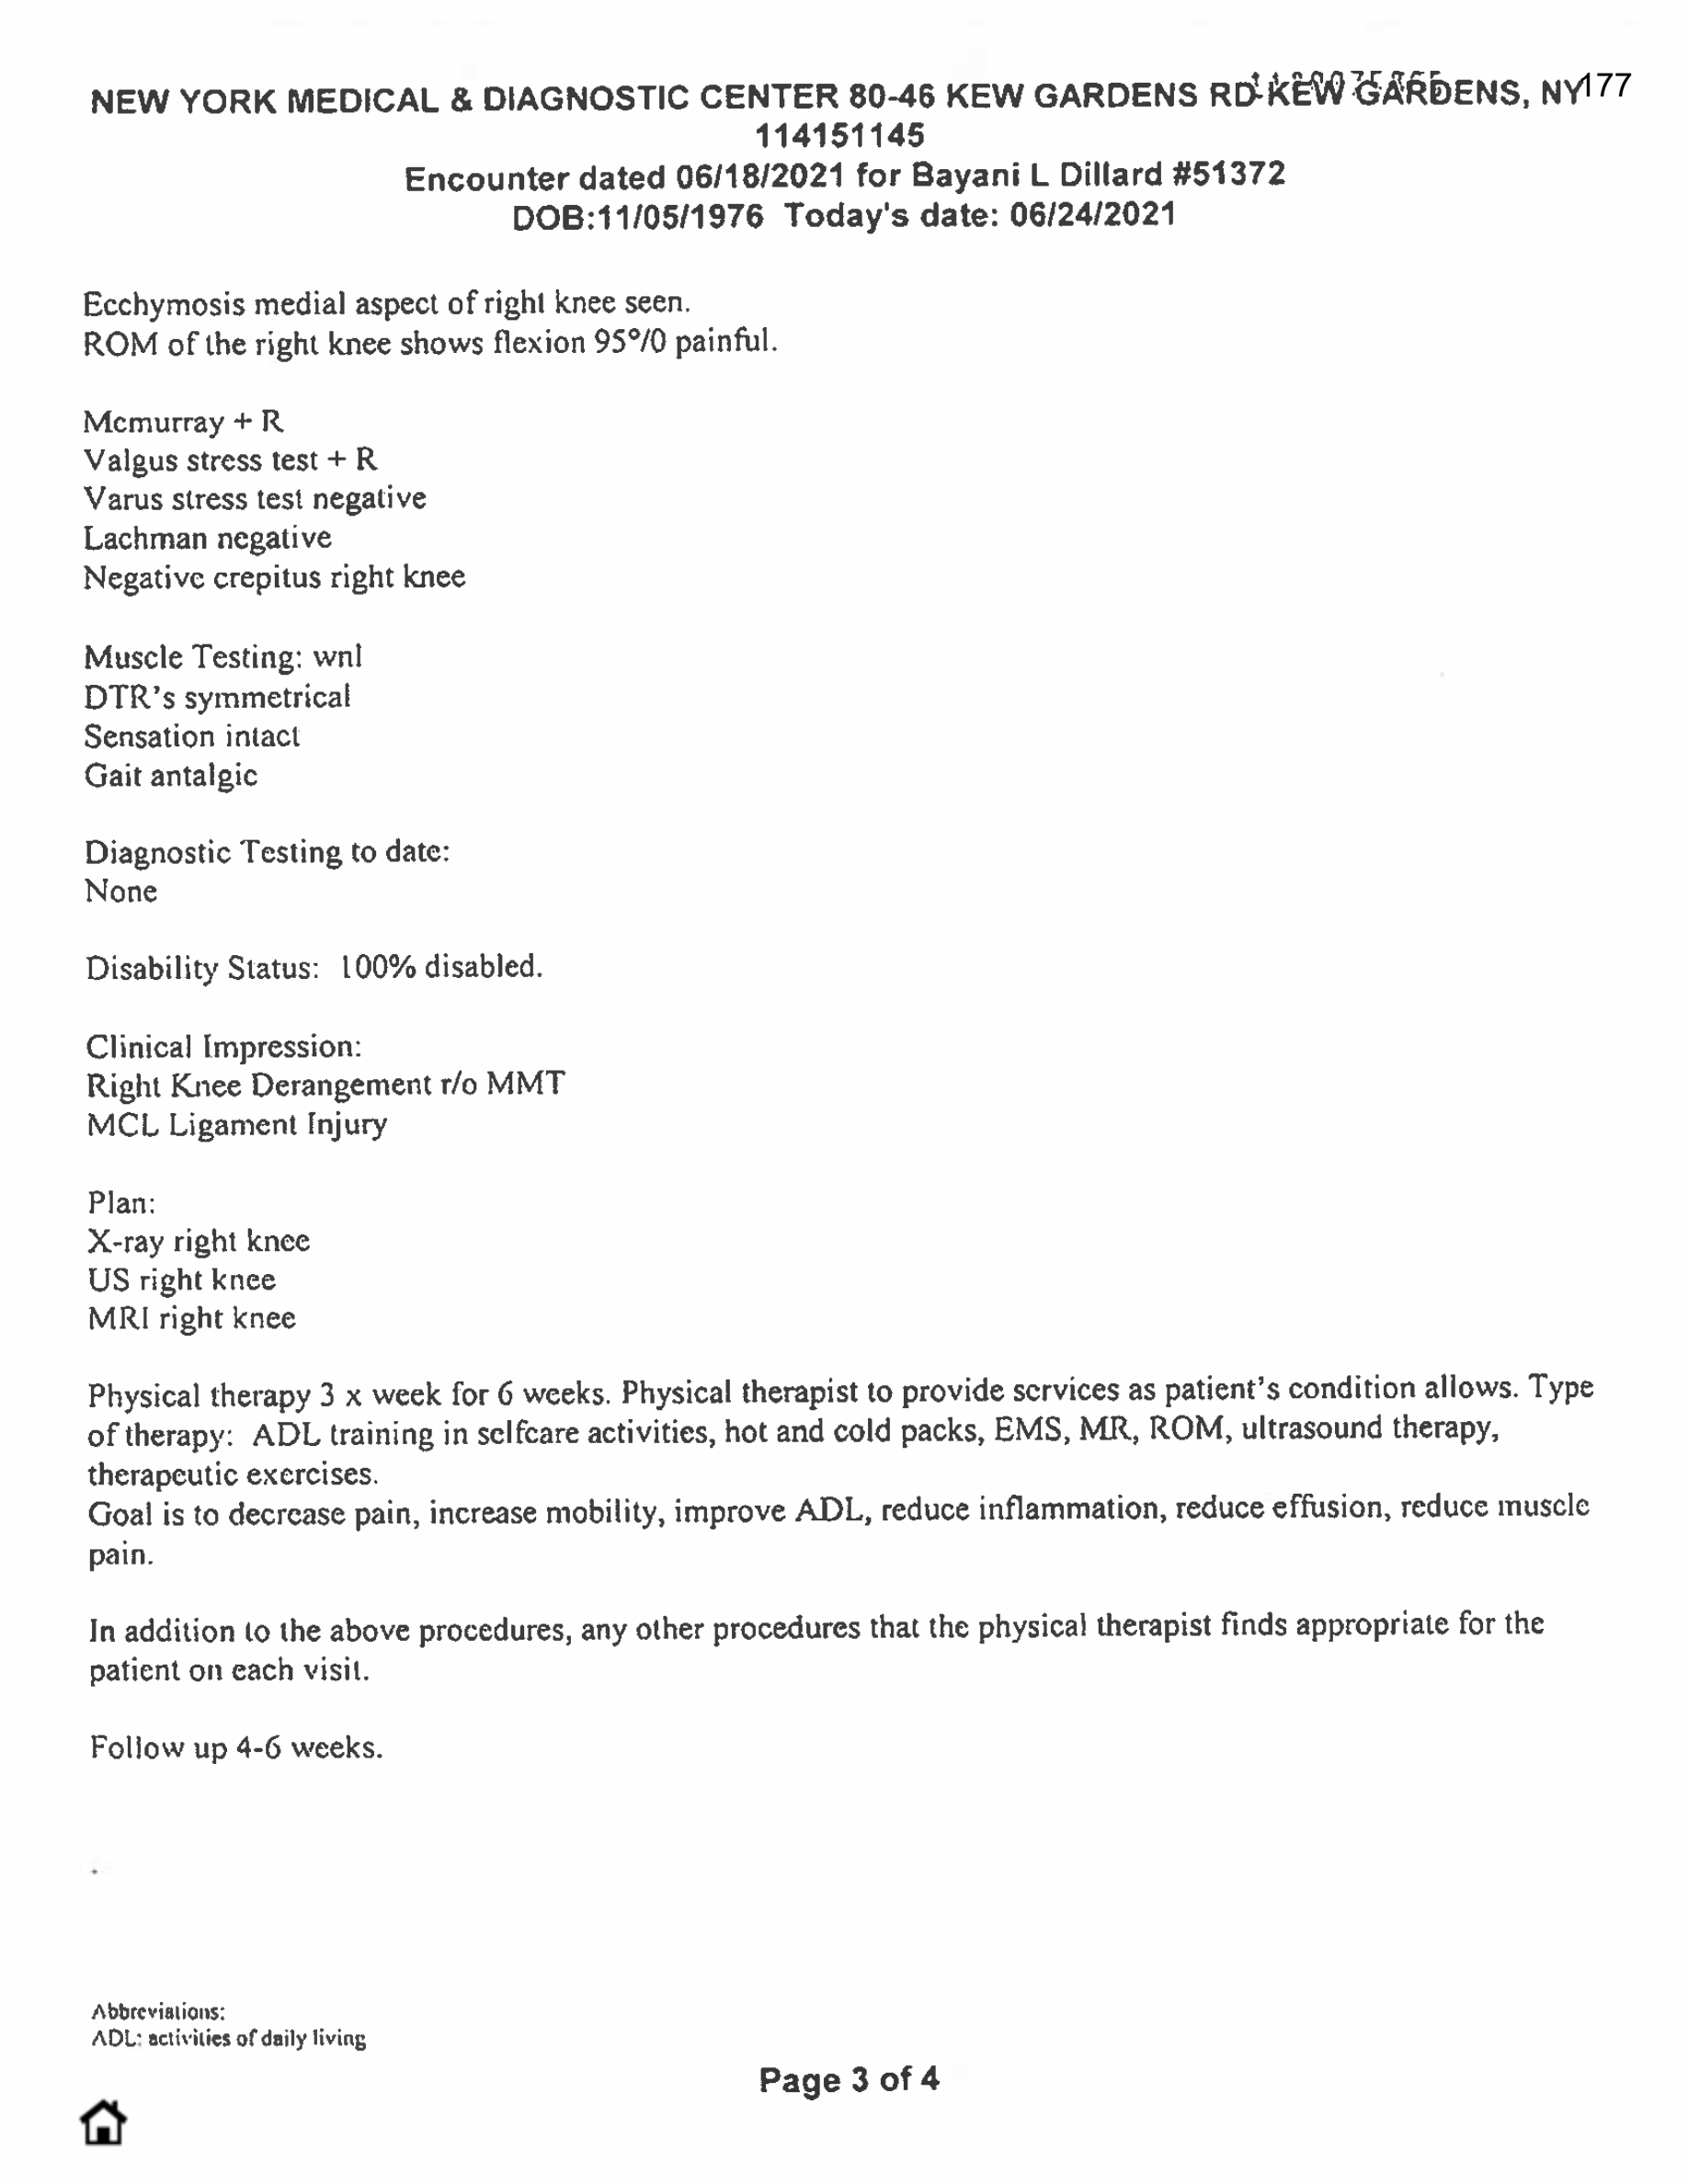 NEW YORK MEDICAL & DIAGNOSTIC CENTER 80-46 KEW GARDENS RD KEW GARDENS, NY 177
114151145
Encounter dated 06/18/2021 for Bayani L Dillard #51372
DOB:11/05/1976 Today's date: 06/24/2021
Ecchymosis medial aspect of right knee seen.
ROM of the right knee shows flexion 95°/0 painful.
Mcmurray + R
Valgus stress test + R
Varus stress test negative
Lachman negative
Negative crepitus right knee
Muscle Testing: wnl
DTR's symmetrical
Sensation intact
Gait antalgic
Diagnostic Testing to date:
None
Disability Status: 100% disabled.
Clinical Impression:
Right Knee Derangement r/o MMT
MCL Ligament Injury
Plan:
X-ray right knee
US right knee
MRI right knee
Physical therapy 3 x week for 6 weeks. Physical therapist to provide services as patient's condition allows. Type
of therapy: ADL training in selfcare activities, hot and cold packs, EMS, MR, ROM, ultrasound therapy,
therapeutic exercises.
Goal is to decrease pain, increase mobility, improve ADL, reduce inflammation, reduce effusion, reduce muscle
pain.
In addition to the above procedures, any other procedures that the physical therapist finds appropriate for the
patient on each visit.
Follow up 4-6 weeks.
Abbreviations:
ADL: activities of daily living
Page 3 of 4